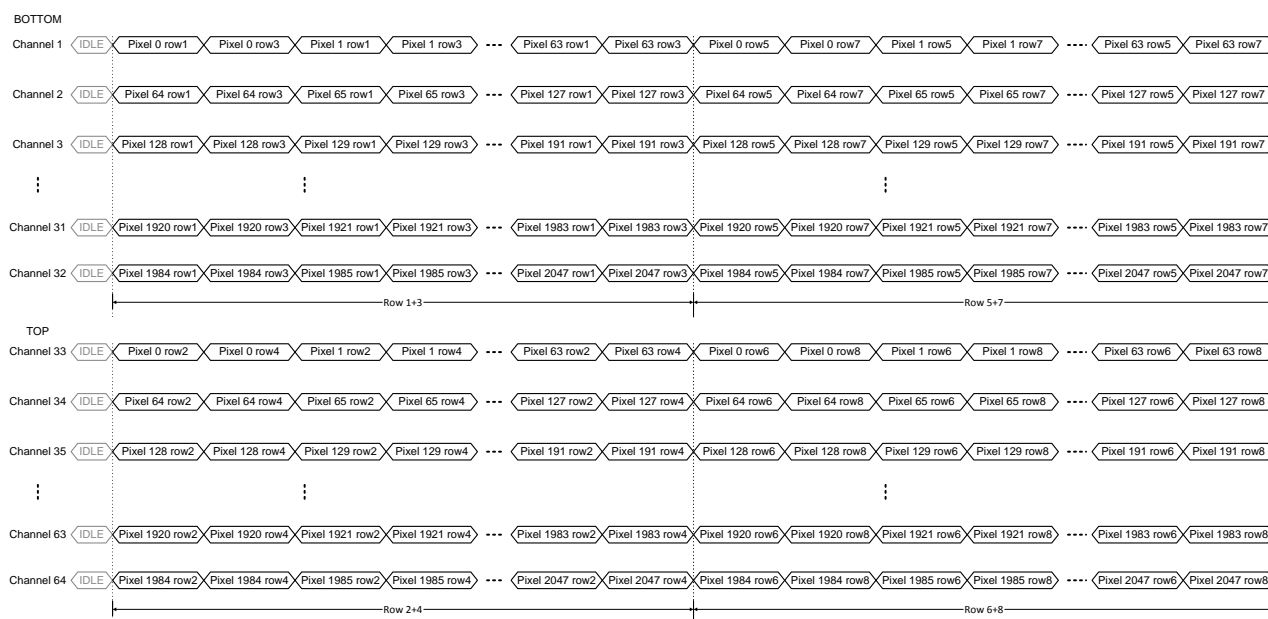 BOTTOM
Channel 1 IDLE Pixel 0 row1 Pixel 0 row3 Pixel 1 row1 Pixel 1 row3 Pixel 63 row1 Pixel 63 row3 Pixel 0 row5 Pixel 0 row7 Pixel 1 row5 Pixel 1 row7 Pixel 63 row5 Pixel 63 row7
Channel 2 IDLE Pixel 64 row1 Pixel 64 row3 Pixel 65 row1 Pixel 65 row3 Pixel 127 row1 Pixel 127 row3 Pixel 64 row5 Pixel 64 row7 Pixel 65 row5 Pixel 65 row7 Pixel 127 row5 Pixel 127 row7
Channel 3 IDLE Pixel 128 row1 Pixel 128 row3 Pixel 129 row1 Pixel 129 row3 Pixel 191 row1 Pixel 191 row3 Pixel 128 row5 Pixel 128 row7 Pixel 129 row5 Pixel 129 row7 Pixel 191 row5 Pixel 191 row7
Channel 31 IDLE Pixel 1920 row1 Pixel 1920 row3 Pixel 1921 row1 Pixel 1921 row3 Pixel 1983 row1 Pixel 1983 row3 Pixel 1920 row5 Pixel 1920 row7 Pixel 1921 row5 Pixel 1921 row7 Pixel 1983 row5 Pixel 1983 row7
Channel 32 IDLE Pixel 1984 row1 Pixel 1984 row3 Pixel 1985 row1 Pixel 1985 row3 Pixel 2047 row1 Pixel 2047 row3 Pixel 1984 row5 Pixel 1984 row7 Pixel 1985 row5 Pixel 1985 row7 Pixel 2047 row5 Pixel 2047 row7
Row 1+3 Row 5+7
TOP
Channel 33 IDLE Pixel 0 row2 Pixel 0 row4 Pixel 1 row2 Pixel 1 row4 Pixel 63 row2 Pixel 63 row4 Pixel 0 row6 Pixel 0 row8 Pixel 1 row6 Pixel 1 row8 Pixel 63 row6 Pixel 63 row8
Channel 34 IDLE Pixel 64 row2 Pixel 64 row4 Pixel 65 row2 Pixel 65 row4 Pixel 127 row2 Pixel 127 row4 Pixel 64 row6 Pixel 64 row8 Pixel 65 row6 Pixel 65 row8 Pixel 127 row6 Pixel 127 row8
Channel 35 IDLE Pixel 128 row2 Pixel 128 row4 Pixel 129 row2 Pixel 129 row4 Pixel 191 row2 Pixel 191 row4 Pixel 128 row6 Pixel 128 row8 Pixel 129 row6 Pixel 129 row8 Pixel 191 row6 Pixel 191 row8
Channel 63 IDLE Pixel 1920 row2 Pixel 1920 row4 Pixel 1921 row2 Pixel 1921 row4 Pixel 1983 row2 Pixel 1983 row4 Pixel 1920 row6 Pixel 1920 row8 Pixel 1921 row6 Pixel 1921 row8 Pixel 1983 row6 Pixel 1983 row8
Channel 64 IDLE Pixel 1984 row2 Pixel 1984 row4 Pixel 1985 row2 Pixel 1985 row4 Pixel 2047 row2 Pixel 2047 row4 Pixel 1984 row6 Pixel 1984 row8 Pixel 1985 row6 Pixel 1985 row8 Pixel 2047 row6 Pixel 2047 row8
Row 2+4 Row 6+8